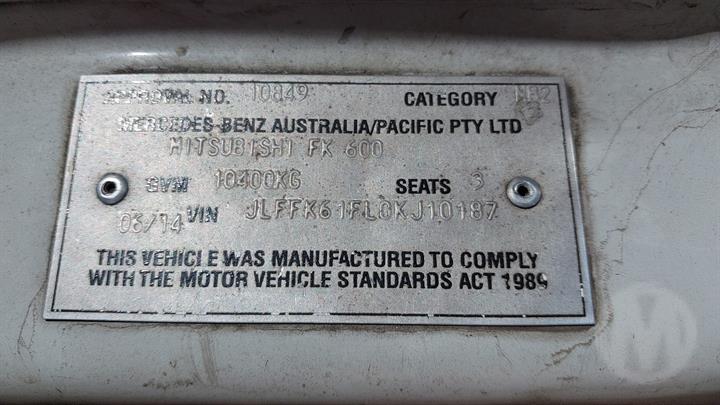 APPROVAL NO. 10849 CATEGORY NB2
MERCEDES-BENZ AUSTRALIA/PACIFIC PTY LTD
MITSUBISHI FK 600
GVM 10400KG SEATS 3
03/14 VIN JLFFK61FL0KJ10187
THIS VEHICLE WAS MANUFACTURED TO COMPLY
WITH THE MOTOR VEHICLE STANDARDS ACT 1989
M